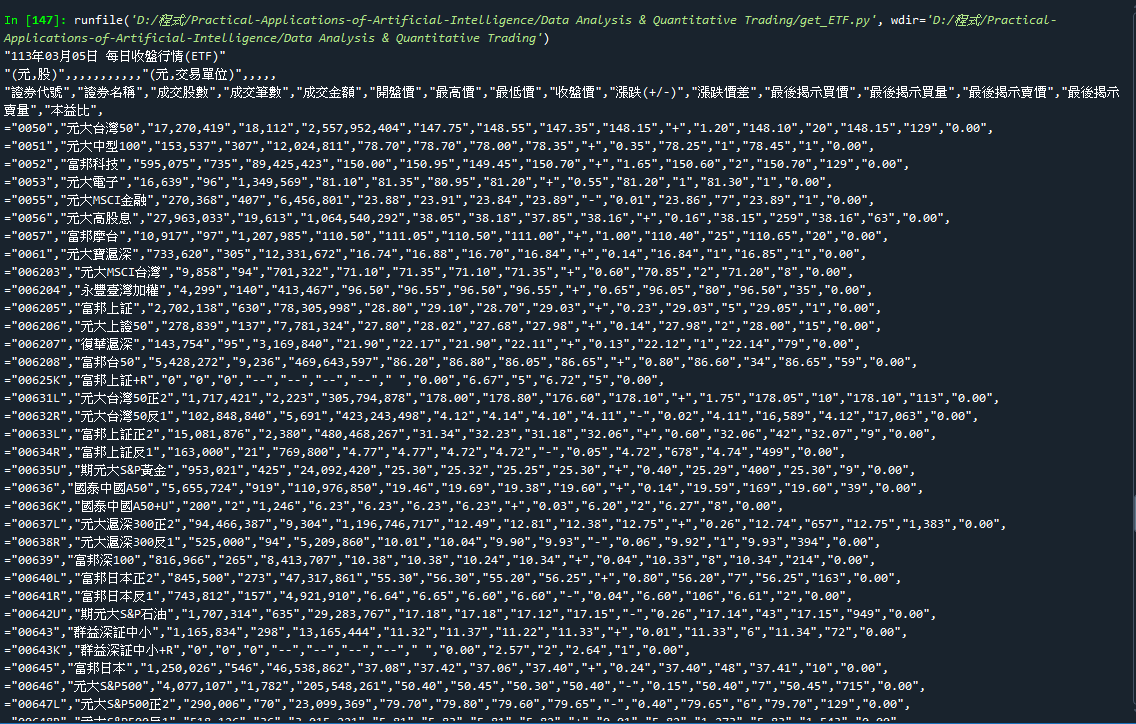 In [147]: runfile('D:/程式/Practical-Applications-of-Artificial-Intelligence/Data Analysis & Quantitative Trading/get_ETF.py', wdir='D:/程式/Practical-
Applications-of-Artificial-Intelligence/Data Analysis & Quantitative Trading')
"113年03月05日 每日收盤行情(ETF)"
"(元,股)",,,,,,,,,,,"(元,交易單位)",,,,,
"證券代號","證券名稱","成交股數","成交筆數","成交金額","開盤價","最高價","最低價","收盤價","漲跌(+/-)","漲跌價差","最後揭示買價","最後揭示買量","最後揭示賣價","最後揭示
賣量","本益比",
="0050","元大台灣50","17,270,419","18,112","2,557,952,404","147.75","148.55","147.35","148.15","+","1.20","148.10","20","148.15","129","0.00",
="0051","元大中型100","153,537","307","12,024,811","78.70","78.70","78.00","78.35","+","0.35","78.25","1","78.45","1","0.00",
="0052","富邦科技","595,075","735","89,425,423","150.00","150.95","149.45","150.70","+","1.65","150.60","2","150.70","129","0.00",
="0053","元大電子","16,639","96","1,349,569","81.10","81.35","80.95","81.20","+","0.55","81.20","1","81.30","1","0.00",
="0055","元大MSCI金融","270,368","407","6,456,801","23.88","23.91","23.84","23.89","-","0.01","23.86","7","23.89","1","0.00",
="0056","元大高股息","27,963,033","19,613","1,064,540,292","38.05","38.18","37.85","38.16","+","0.16","38.15","259","38.16","63","0.00",
="0057","富邦摩台","10,917","97","1,207,985","110.50","111.05","110.50","111.00","+","1.00","110.40","25","110.65","20","0.00",
="0061","元大寶滬深","733,620","305","12,331,672","16.74","16.88","16.70","16.84","+","0.14","16.84","1","16.85","1","0.00",
="006203","元大MSCI台灣","9,858","94","701,322","71.10","71.35","71.10","71.35","+","0.60","70.85","2","71.20","8","0.00",
="006204","永豐臺灣加權","4,299","140","413,467","96.50","96.55","96.50","96.55","+","0.65","96.05","80","96.50","35","0.00",
="006205","富邦上証","2,702,138","630","78,305,998","28.80","29.10","28.70","29.03","+","0.23","29.03","5","29.05","1","0.00",
="006206","元大上證50","278,839","137","7,781,324","27.80","28.02","27.68","27.98","+","0.14","27.98","2","28.00","15","0.00",
="006207","復華滬深","143,754","95","3,169,840","21.90","22.17","21.90","22.11","+","0.13","22.12","1","22.14","79","0.00",
="006208","富邦台50","5,428,272","9,236","469,643,597","86.20","86.80","86.05","86.65","+","0.80","86.60","34","86.65","59","0.00",
="00625K","富邦上証+R","0","0","0","--","--","--","--"," ","0.00","6.67","5","6.72","5","0.00",
="00631L","元大台灣50正2","1,717,421","2,223","305,794,878","178.00","178.80","176.60","178.10","+","1.75","178.05","10","178.10","113","0.00",
="00632R","元大台灣50反1","102,848,840","5,691","423,243,498","4.12","4.14","4.10","4.11","-","0.02","4.11","16,589","4.12","17,063","0.00",
="00633L","富邦上証正2","15,081,876","2,380","480,468,267","31.34","32.23","31.18","32.06","+","0.60","32.06","42","32.07","9","0.00",
="00634R","富邦上証反1","163,000","21","769,800","4.77","4.77","4.72","4.72","-","0.05","4.72","678","4.74","499","0.00",
="00635U","期元大S&P黃金","953,021","425","24,092,420","25.30","25.32","25.25","25.30","+","0.40","25.29","400","25.30","9","0.00",
="00636","國泰中國A50","5,655,724","919","110,976,850","19.46","19.69","19.38","19.60","+","0.14","19.59","169","19.60","39","0.00",
="00636K","國泰中國A50+U","200","2","1,246","6.23","6.23","6.23","6.23","+","0.03","6.20","2","6.27","8","0.00",
="00637L","元大滬深300正2","94,466,387","9,304","1,196,746,717","12.49","12.81","12.38","12.75","+","0.26","12.74","657","12.75","1,383","0.00",
="00638R","元大滬深300反1","525,000","94","5,209,860","10.01","10.04","9.90","9.93","-","0.06","9.92","1","9.93","394","0.00",
="00639","富邦深100","816,966","265","8,413,707","10.38","10.38","10.24","10.34","+","0.04","10.33","8","10.34","214","0.00",
="00640L","富邦日本正2","845,500","273","47,317,861","55.30","56.30","55.20","56.25","+","0.80","56.20","7","56.25","163","0.00",
="00641R","富邦日本反1","743,812","157","4,921,910","6.64","6.65","6.60","6.60","-","0.04","6.60","106","6.61","2","0.00",
="00642U","期元大S&P石油","1,707,314","635","29,283,767","17.18","17.18","17.12","17.15","-","0.26","17.14","43","17.15","949","0.00",
="00643","群益深証中小","1,165,834","298","13,165,444","11.32","11.37","11.22","11.33","+","0.01","11.33","6","11.34","72","0.00",
="00643K","群益深証中小+R","0","0","0","--","--","--","--"," ","0.00","2.57","2","2.64","1","0.00",
="00645","富邦日本","1,250,026","546","46,538,862","37.08","37.42","37.06","37.40","+","0.24","37.40","48","37.41","10","0.00",
="00646","元大S&P500","4,077,107","1,782","205,548,261","50.40","50.45","50.30","50.40","-","0.15","50.40","7","50.45","715","0.00",
="00647L","元大S&P500正2","290,006","70","23,099,369","79.70","79.80","79.60","79.65","-","0.40","79.65","6","79.70","129","0.00",